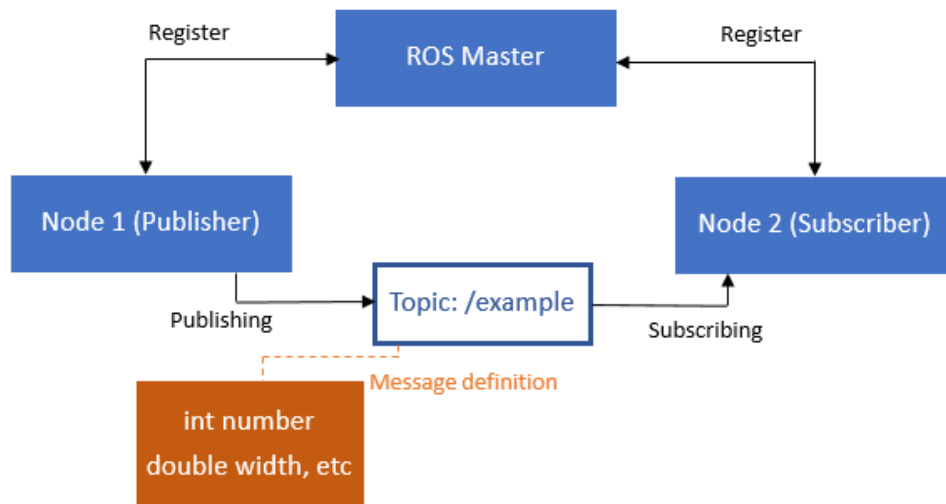 Register
ROS Master
Register
Node 1 (Publisher)
Node 2 (Subscriber)
Publishing
Topic: /example
Subscribing
Message definition
int number
double width, etc